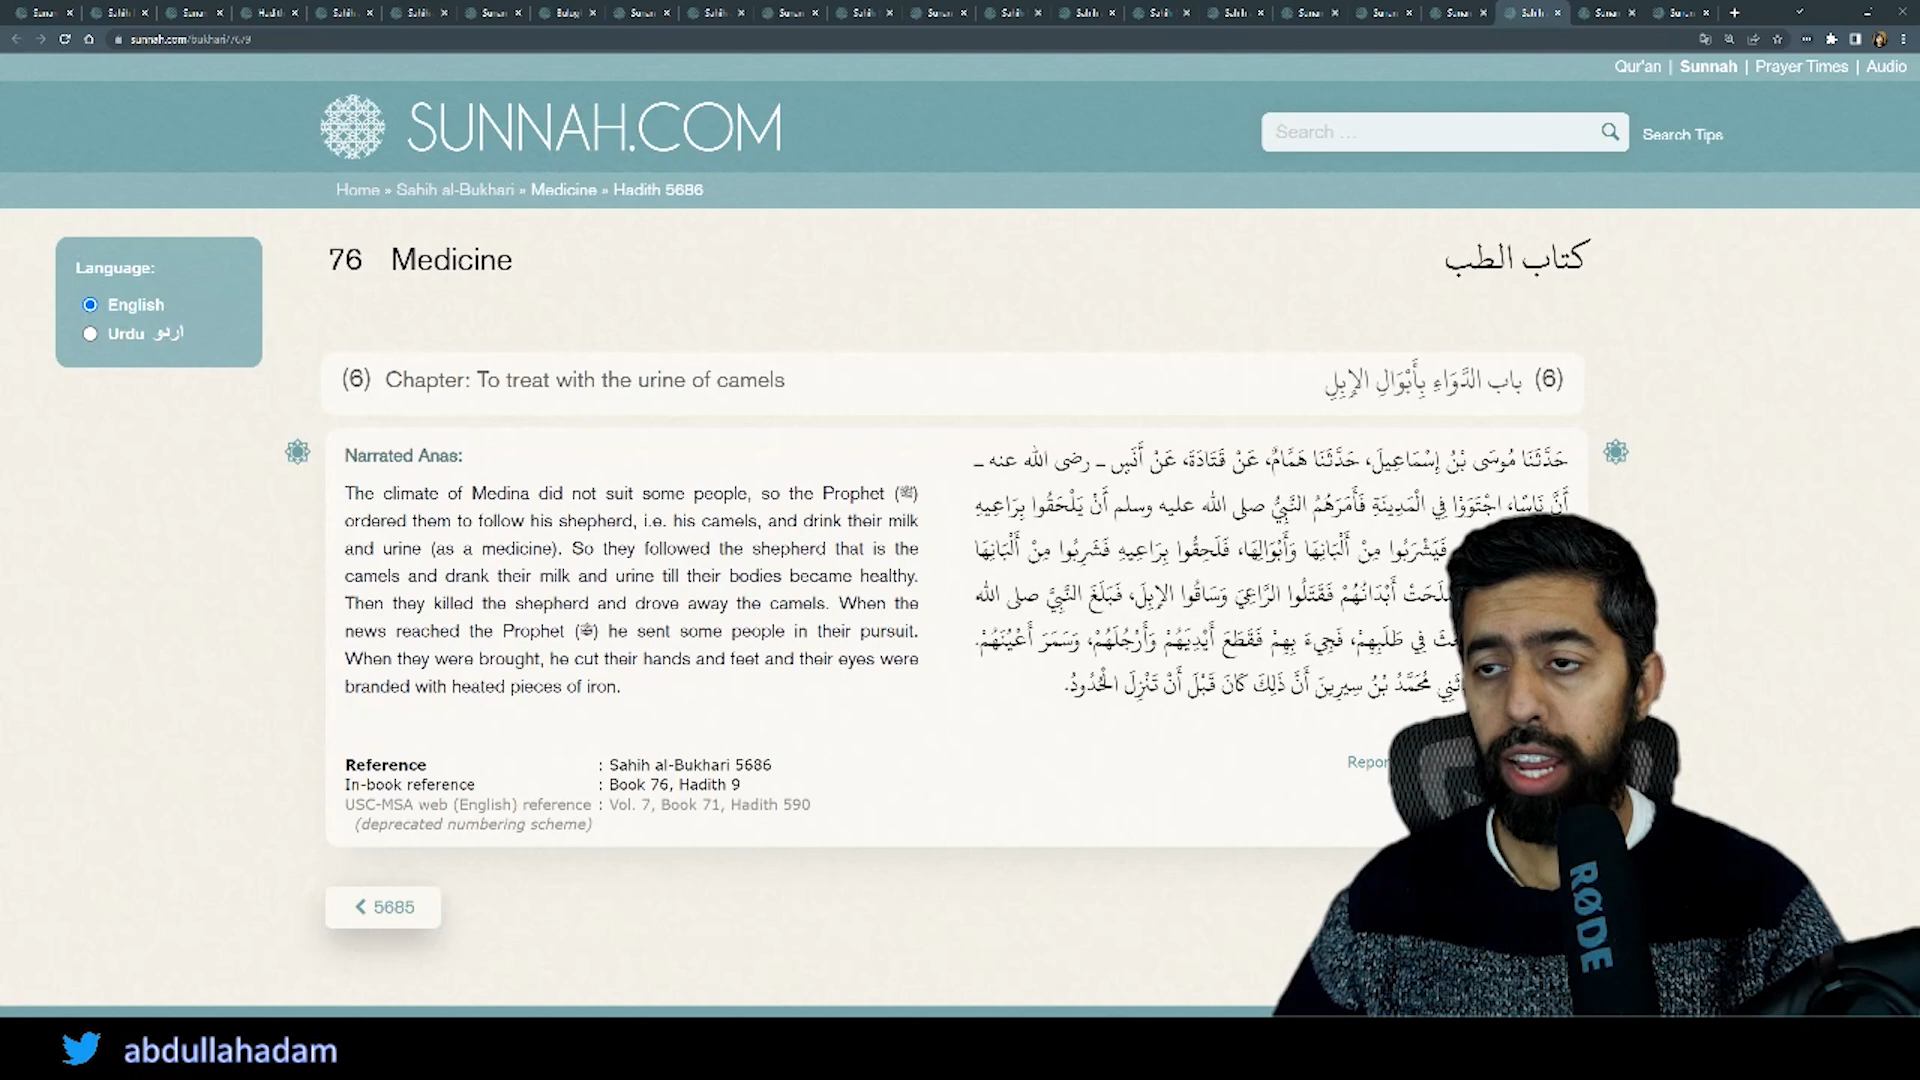 sunnah.com/bukhari/76/9
Qur'an | Sunnah | Prayer Times | Audio
SUNNAH.COM
Search ...
Search Tips
Home » Sahih al-Bukhari » Medicine » Hadith 5686
Language:
English
Urdu اردو
76 Medicine
كتاب الطب
(6) Chapter: To treat with the urine of camels
(6) باب الدَّوَاءِ بِأَبْوَالِ الإِبِلِ
Narrated Anas:
The climate of Medina did not suit some people, so the Prophet (ﷺ)
ordered them to follow his shepherd, i.e. his camels, and drink their milk
and urine (as a medicine). So they followed the shepherd that is the
camels and drank their milk and urine till their bodies became healthy.
Then they killed the shepherd and drove away the camels. When the
news reached the Prophet (ﷺ) he sent some people in their pursuit.
When they were brought, he cut their hands and feet and their eyes were
branded with heated pieces of iron.
حَدَّثَنَا مُوسَى بْنُ إِسْمَاعِيلَ، حَدَّثَنَا هَمَّامٌ، عَنْ قَتَادَةَ، عَنْ أَنَسٍ ـ رضى الله عنه ـ
أَنَّ نَاسًا، اجْتَوَوْا فِي الْمَدِينَةِ فَأَمَرَهُمُ النَّبِيُّ صلى الله عليه وسلم أَنْ يَلْحَقُوا بِرَاعِيهِ
فَيَشْرَبُوا مِنْ أَلْبَانِهَا وَأَبْوَالِهَا، فَلَحِقُوا بِرَاعِيهِ فَشَرِبُوا مِنْ أَلْبَانِهَا
أَبْدَانُهُمْ فَقَتَلُوا الرَّاعِيَ وَسَاقُوا الإِبِلَ، فَبَلَغَ النَّبِيَّ صلى الله
فِي طَلَبِهِمْ، فَجِيءَ بِهِمْ فَقَطَعَ أَيْدِيَهُمْ وَأَرْجُلَهُمْ، وَسَمَرَ أَعْيُنَهُمْ.
مُحَمَّدُ بْنُ سِيرِينَ أَنَّ ذَلِكَ كَانَ قَبْلَ أَنْ تَنْزِلَ الْحُدُودُ.
Reference : Sahih al-Bukhari 5686
In-book reference : Book 76, Hadith 9
USC-MSA web (English) reference : Vol. 7, Book 71, Hadith 590
(deprecated numbering scheme)
Repor
5685
RØDE
abdullahadam